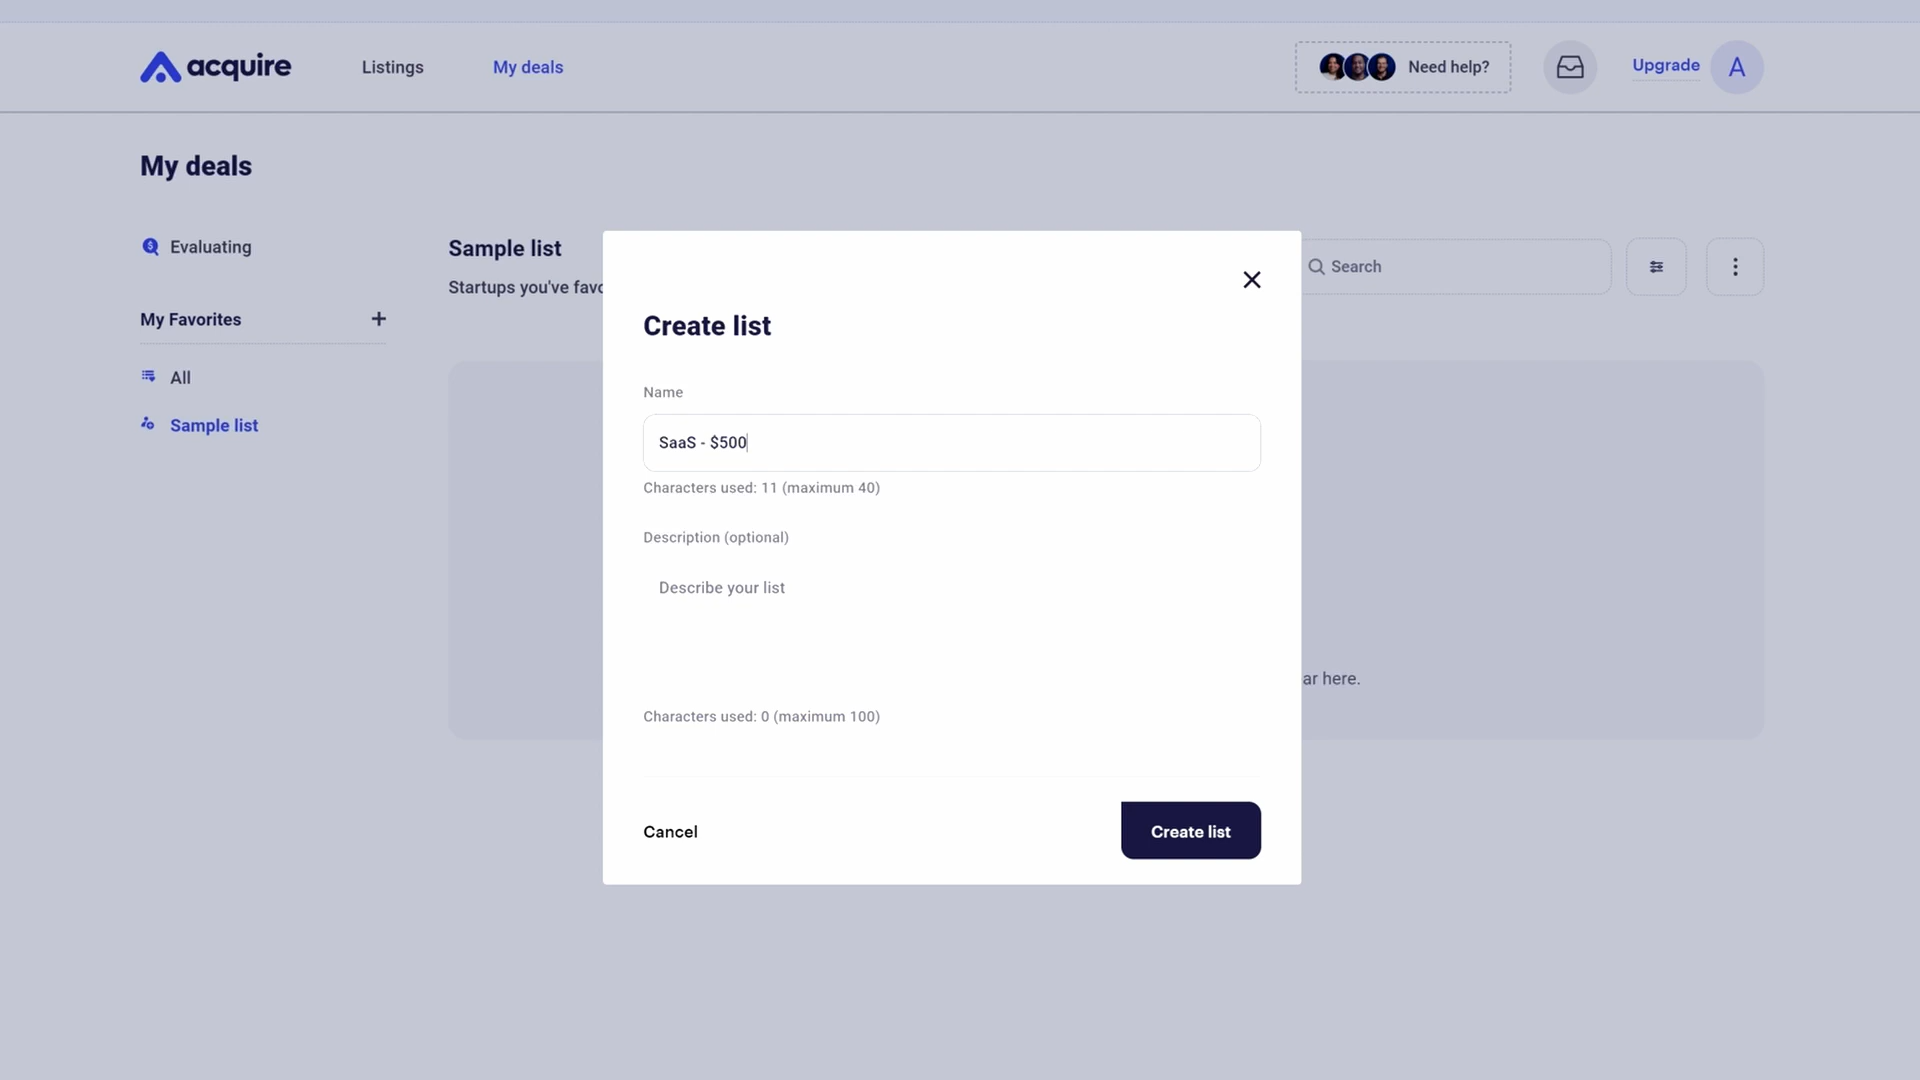 acquire
Listings
My deals
Need help?
Upgrade
A
My deals
Evaluating
Sample list
Search
Startups you've favo
My Favorites
All
Sample list
Create list
Name
SaaS - $500
Characters used: 11 (maximum 40)
Description (optional)
Describe your list
ar here.
Characters used: 0 (maximum 100)
Cancel
Create list